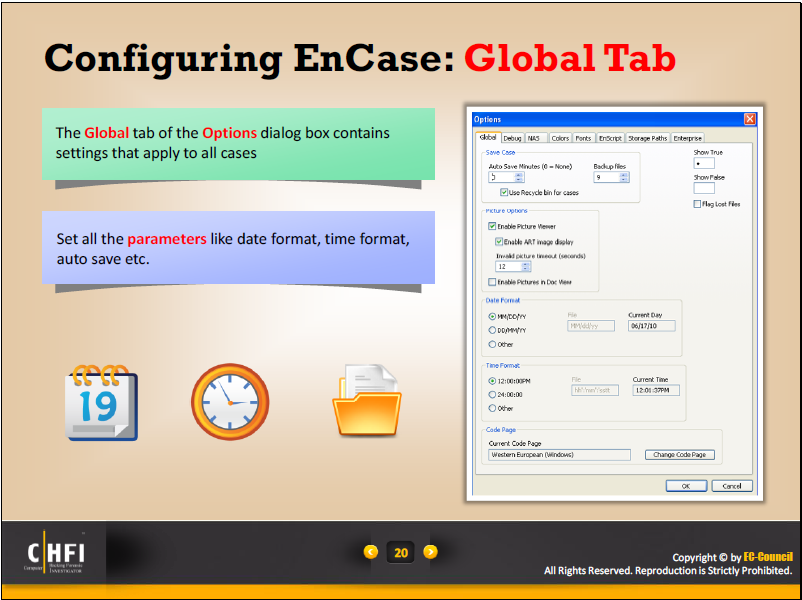 Configuring EnCase: Global Tab
The Global tab of the Options dialog box contains
settings that apply to all cases
Set all the parameters like date format, time format,
auto save etc.
19
Options
Global Debug NAS Colors Fonts EnScript Storage Paths Enterprise
Save Case
Auto Save Minutes (0 = None) Backup files
9
Use Recycle bin for cases
Show True
•
Show False
Flag Lost Files
Picture Options
Enable Picture Viewer
Enable ART image display
Invalid picture timeout (seconds)
12
Enable Pictures in Doc View
Date Format
MM/DD/YY
DD/MM/YY
Other
File
MM/dd/yy
Current Day
06/17/10
Time Format
12:00:00PM
24:00:00
Other
File
Current Time
12:01:37PM
Code Page
Current Code Page
Western European (Windows)
Change Code Page
OK Cancel
CHFI
Computer Hacking Forensic
INVESTIGATOR
20
Copyright © by EC-Council
All Rights Reserved. Reproduction is Strictly Prohibited.